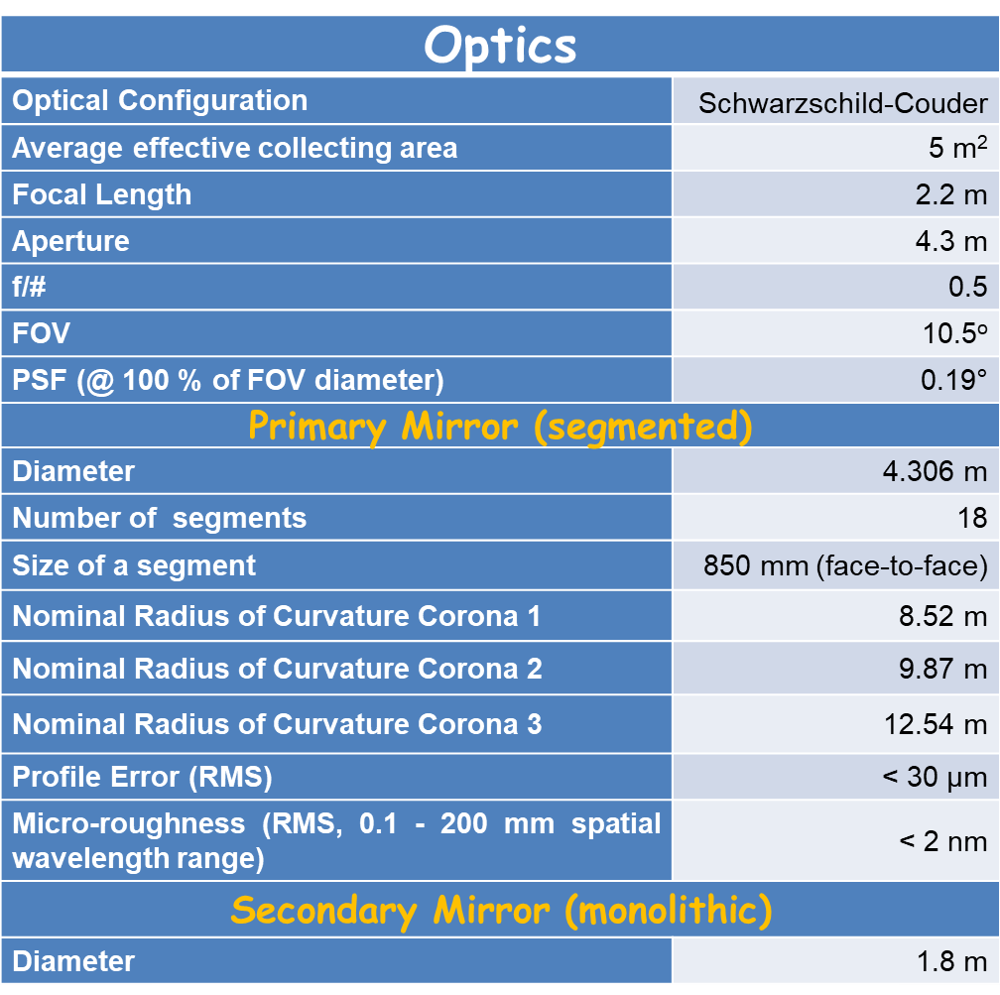 Optics
Optical Configuration Schwarzschild-Couder
Average effective collecting area 5 m²
Focal Length 2.2 m
Aperture 4.3 m
f/# 0.5
FOV 10.5º
PSF (@ 100 % of FOV diameter) 0.19°
Primary Mirror (segmented)
Diameter 4.306 m
Number of segments 18
Size of a segment 850 mm (face-to-face)
Nominal Radius of Curvature Corona 1 8.52 m
Nominal Radius of Curvature Corona 2 9.87 m
Nominal Radius of Curvature Corona 3 12.54 m
Profile Error (RMS) < 30 µm
Micro-roughness (RMS, 0.1 - 200 mm spatial
wavelength range) < 2 nm
Secondary Mirror (monolithic)
Diameter 1.8 m